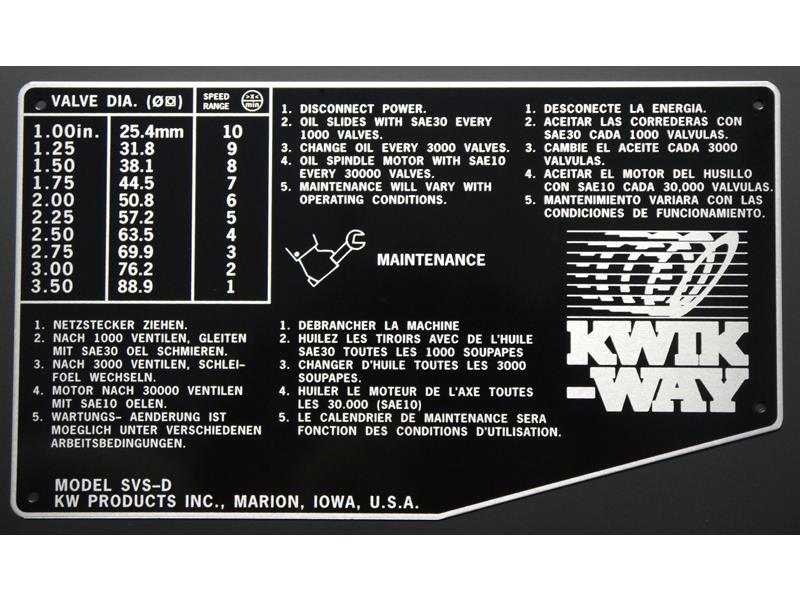 VALVE DIA. (Ø) SPEED RANGE >x< min
1.00in. 25.4mm 10
1.25 31.8 9
1.50 38.1 8
1.75 44.5 7
2.00 50.8 6
2.25 57.2 5
2.50 63.5 4
2.75 69.9 3
3.00 76.2 2
3.50 88.9 1
1. DISCONNECT POWER.
2. OIL SLIDES WITH SAE30 EVERY
1000 VALVES.
3. CHANGE OIL EVERY 3000 VALVES.
4. OIL SPINDLE MOTOR WITH SAE10
EVERY 30000 VALVES.
5. MAINTENANCE WILL VARY WITH
OPERATING CONDITIONS.
1. DESCONECTE LA ENERGIA.
2. ACEITAR LAS CORREDERAS CON
SAE30 CADA 1000 VALVULAS.
3. CAMBIE EL ACEITE CADA 3000
VALVULAS.
4. ACEITAR EL MOTOR DEL HUSILLO
CON SAE10 CADA 30,000 VALVULAS.
5. MANTENIMIENTO VARIARA CON LAS
CONDICIONES DE FUNCIONAMIENTO.
MAINTENANCE
KWIK
-WAY
1. NETZSTECKER ZIEHEN.
2. NACH 1000 VENTILEN, GLEITEN
MIT SAE30 OEL SCHMIEREN.
3. NACH 3000 VENTILEN, SCHLEI-
FOEL WECHSELN.
4. MOTOR NACH 30000 VENTILEN
MIT SAE10 OELEN.
5. WARTUNGS- AENDERUNG IST
MOEGLICH UNTER VERSCHIEDENEN
ARBEITSBEDINGUNGEN.
1. DEBRANCHER LA MACHINE
2. HUILEZ LES TIROIRS AVEC DE L'HUILE
SAE30 TOUTES LES 1000 SOUPAPES
3. CHANGER D'HUILE TOUTES LES 3000
SOUPAPES.
4. HUILER LE MOTEUR DE L'AXE TOUTES
LES 30.000 (SAE10)
5. LE CALENDRIER DE MAINTENANCE SERA
FONCTION DES CONDITIONS D'UTILISATION.
MODEL SVS-D
KW PRODUCTS INC., MARION, IOWA, U.S.A.